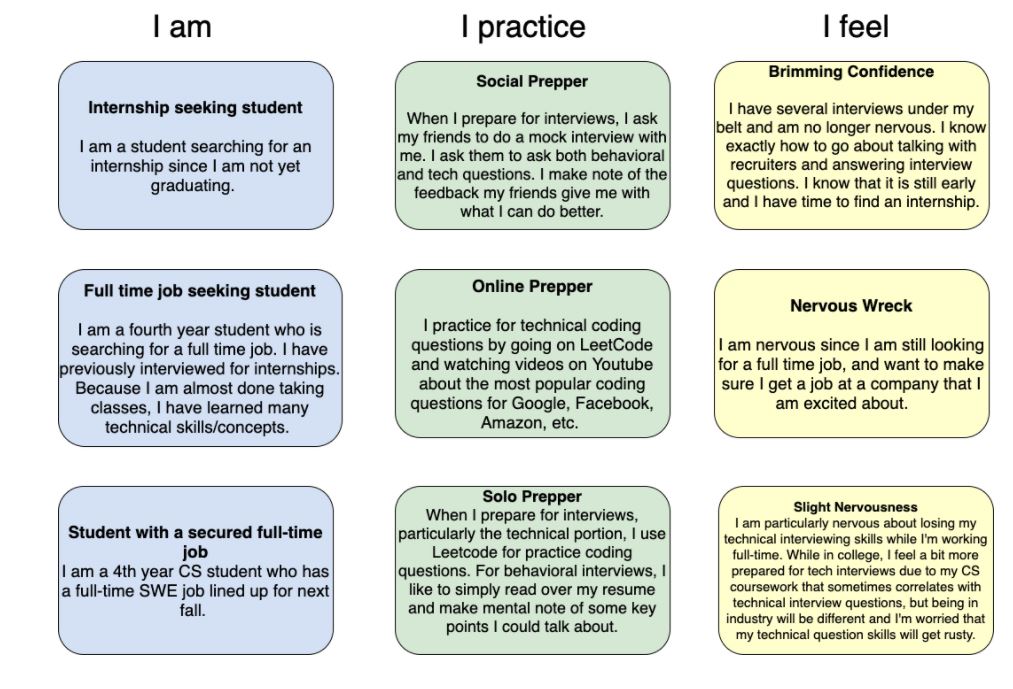 I am
I practice
I feel
Internship seeking student
I am a student searching for an
internship since I am not yet
graduating.
Social Prepper
When I prepare for interviews, I ask
my friends to do a mock interview with
me. I ask them to ask both behavioral
and tech questions. I make note of the
feedback my friends give me with
what I can do better.
Brimming Confidence
I have several interviews under my
belt and am no longer nervous. I know
exactly how to go about talking with
recruiters and answering interview
questions. I know that it is still early
and I have time to find an internship.
Full time job seeking student
I am a fourth year student who is
searching for a full time job. I have
previously interviewed for internships.
Because I am almost done taking
classes, I have learned many
technical skills/concepts.
Online Prepper
I practice for technical coding
questions by going on LeetCode
and watching videos on Youtube
about the most popular coding
questions for Google, Facebook,
Amazon, etc.
Nervous Wreck
I am nervous since I am still looking
for a full time job, and want to make
sure I get a job at a company that I
am excited about.
Student with a secured full-time
job
I am a 4th year CS student who has
a full-time SWE job lined up for next
fall.
Solo Prepper
When I prepare for interviews,
particularly the technical portion, I use
Leetcode for practice coding
questions. For behavioral interviews, I
like to simply read over my resume
and make mental note of some key
points I could talk about.
Slight Nervousness
I am particularly nervous about losing my
technical interviewing skills while I'm working
full-time. While in college, I feel a bit more
prepared for tech interviews due to my CS
coursework that sometimes correlates with
technical interview questions, but being in
industry will be different and I'm worried that
my technical question skills will get rusty.